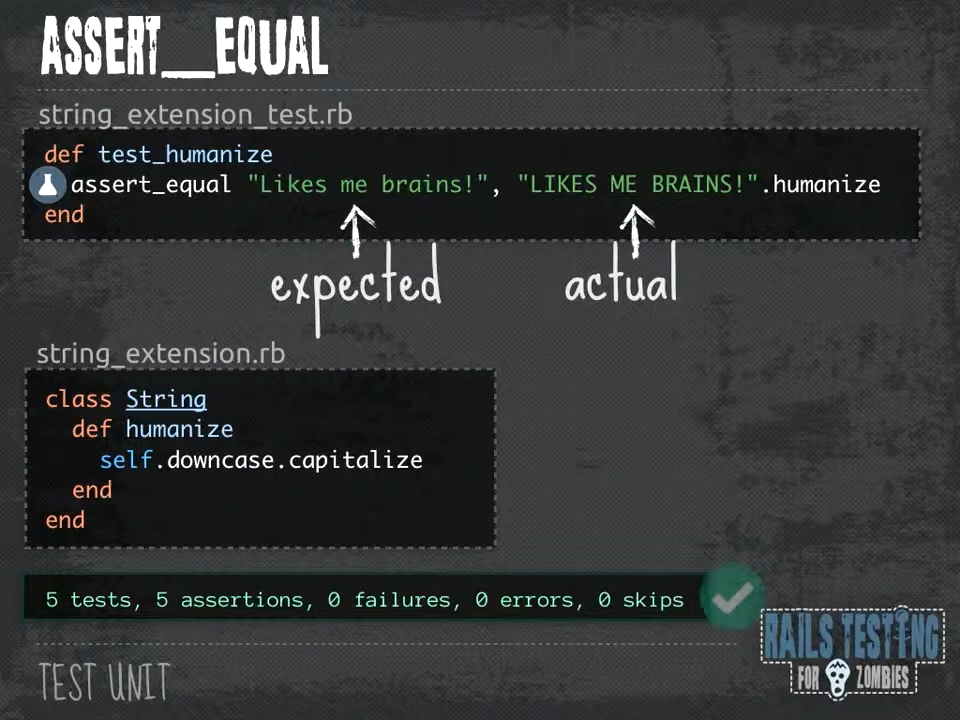 ASSERT__EQUAL
string_extension_test.rb
def test_humanize
assert_equal "Likes me brains!", "LIKES ME BRAINS!".humanize
end
expected actual
string_extension.rb
class String
def humanize
self.downcase.capitalize
end
end
5 tests, 5 assertions, 0 failures, 0 errors, 0 skips
RAILS TESTING
FOR ZOMBIES
TEST UNIT